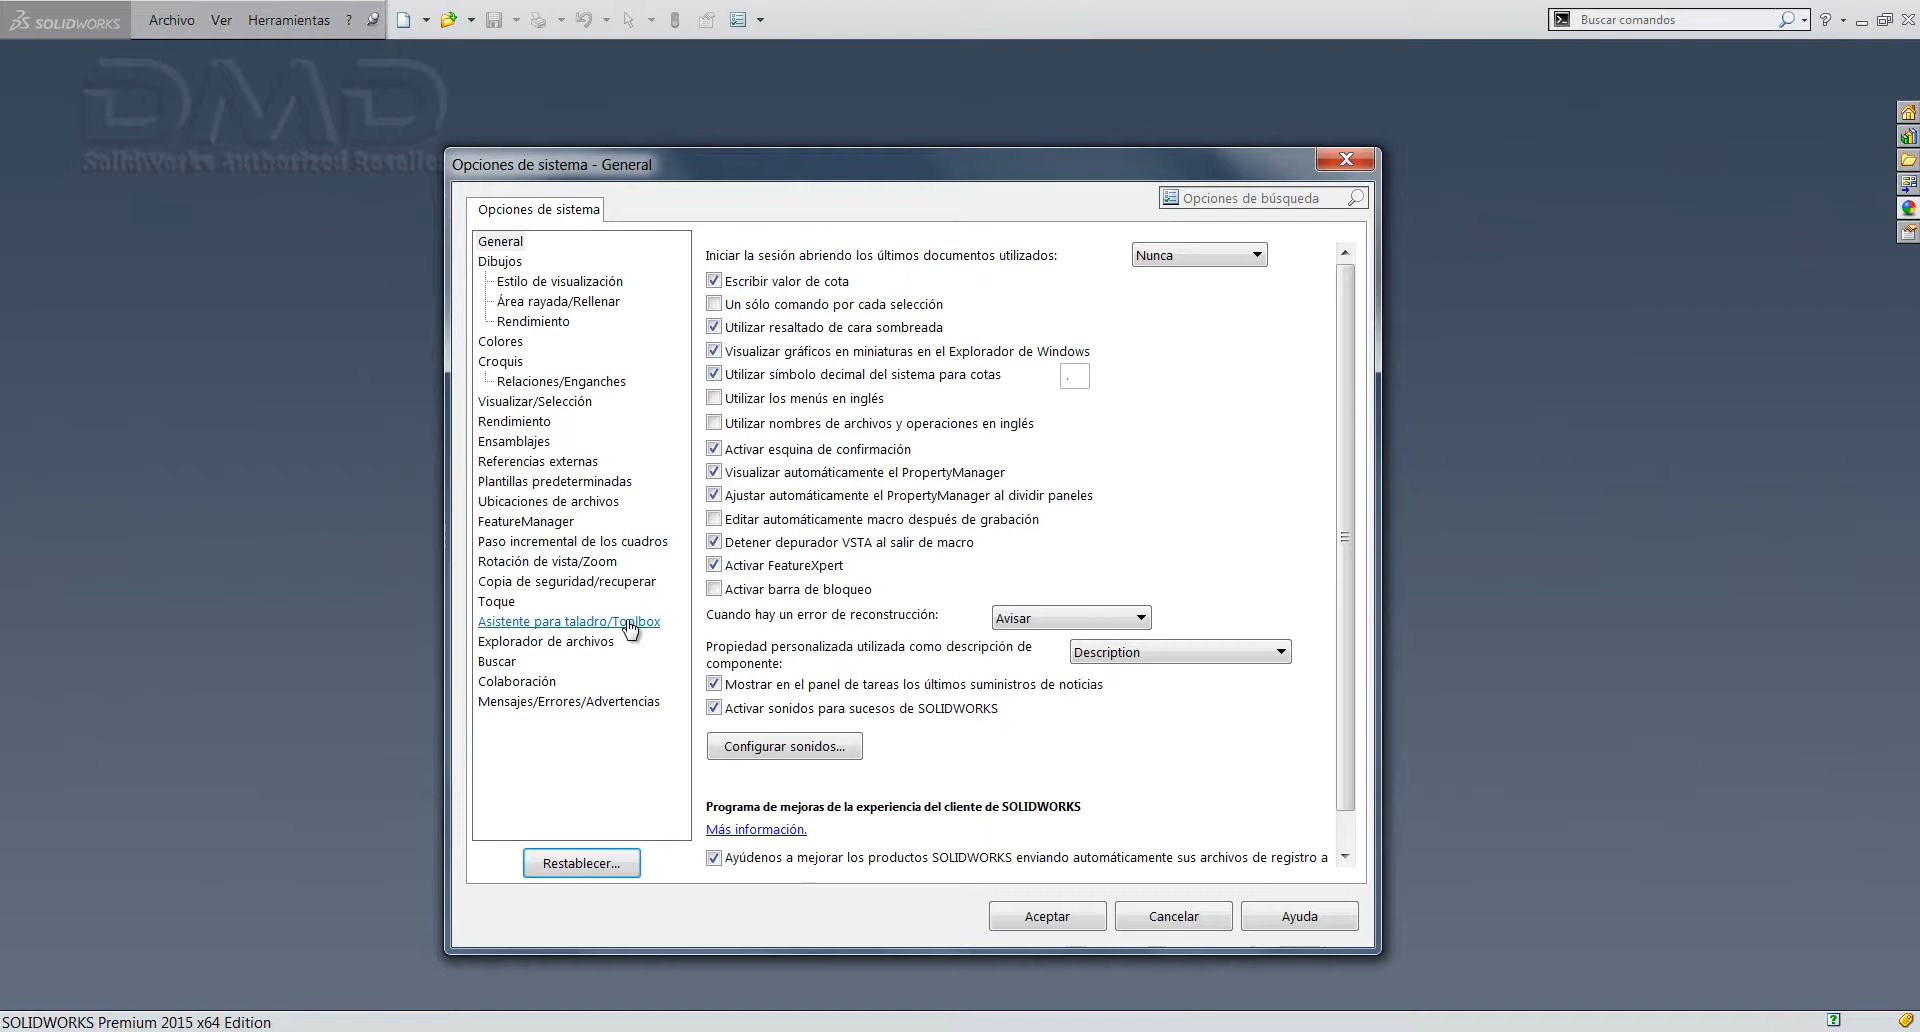 SOLIDWORKS Archivo Ver Herramientas ? Buscar comandos ?
DMD
SolidWorks Authorized Reselle
Opciones de sistema - General
Opciones de sistema
Opciones de búsqueda
General
Dibujos
Estilo de visualización
Área rayada/Rellenar
Rendimiento
Colores
Croquis
Relaciones/Enganches
Visualizar/Selección
Rendimiento
Ensamblajes
Referencias externas
Plantillas predeterminadas
Ubicaciones de archivos
FeatureManager
Paso incremental de los cuadros
Rotación de vista/Zoom
Copia de seguridad/recuperar
Toque
Asistente para taladro/Toolbox
Explorador de archivos
Buscar
Colaboración
Mensajes/Errores/Advertencias
Restablecer...
Iniciar la sesión abriendo los últimos documentos utilizados: Nunca
Escribir valor de cota
Un sólo comando por cada selección
Utilizar resaltado de cara sombreada
Visualizar gráficos en miniaturas en el Explorador de Windows
Utilizar símbolo decimal del sistema para cotas .
Utilizar los menús en inglés
Utilizar nombres de archivos y operaciones en inglés
Activar esquina de confirmación
Visualizar automáticamente el PropertyManager
Ajustar automáticamente el PropertyManager al dividir paneles
Editar automáticamente macro después de grabación
Detener depurador VSTA al salir de macro
Activar FeatureXpert
Activar barra de bloqueo
Cuando hay un error de reconstrucción: Avisar
Propiedad personalizada utilizada como descripción de
componente: Description
Mostrar en el panel de tareas los últimos suministros de noticias
Activar sonidos para sucesos de SOLIDWORKS
Configurar sonidos...
Programa de mejoras de la experiencia del cliente de SOLIDWORKS
Más información.
Ayúdenos a mejorar los productos SOLIDWORKS enviando automáticamente sus archivos de registro a
Aceptar Cancelar Ayuda
SOLIDWORKS Premium 2015 x64 Edition